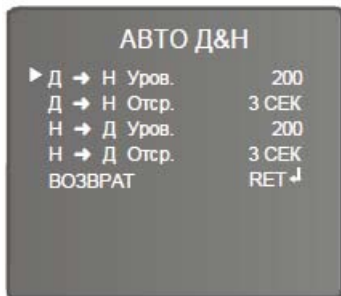 АВТО Д&Н
▶ Д ➔ Н Уров. 200
Д ➔ Н Отср. 3 СЕК
Н ➔ Д Уров. 200
Н ➔ Д Отср. 3 СЕК
ВОЗВРАТ RET↲